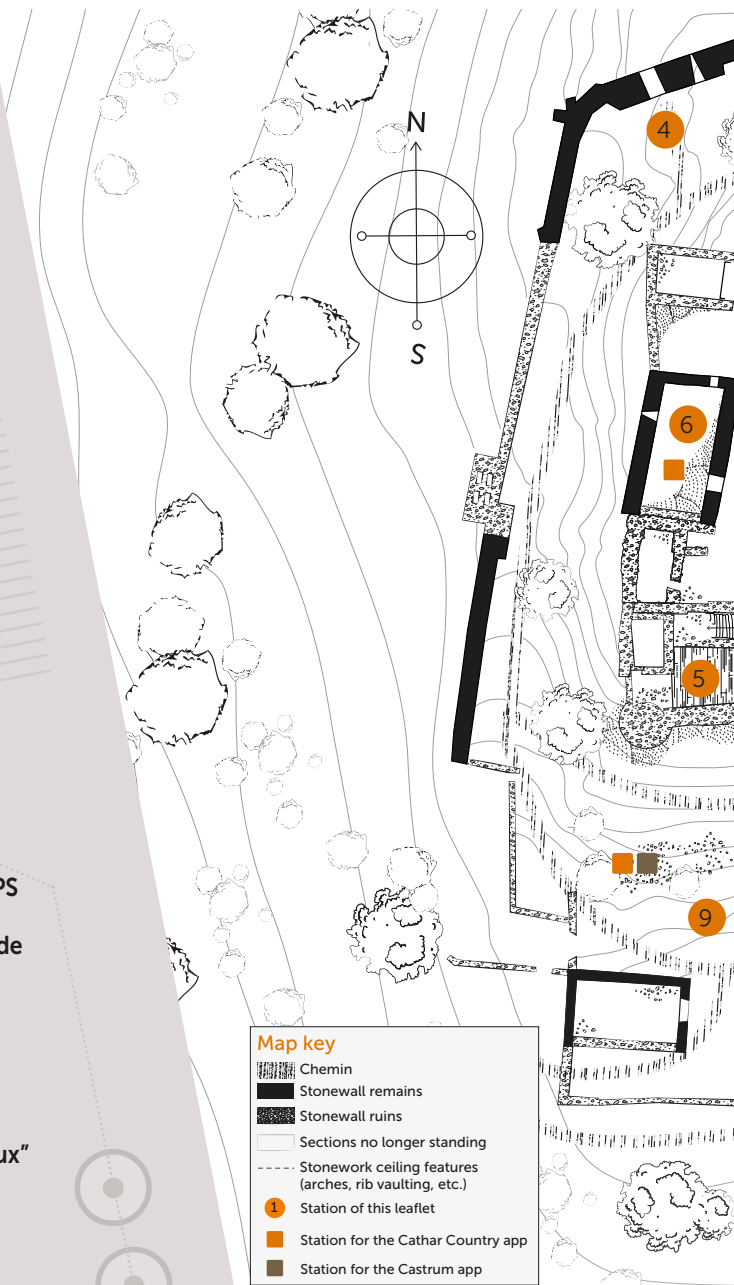 N
S
4
6
5
9
PS
de
ux”
Map key
Chemin
Stonewall remains
Stonewall ruins
Sections no longer standing
Stonework ceiling features
(arches, rib vaulting, etc.)
1 Station of this leaflet
Station for the Cathar Country app
Station for the Castrum app